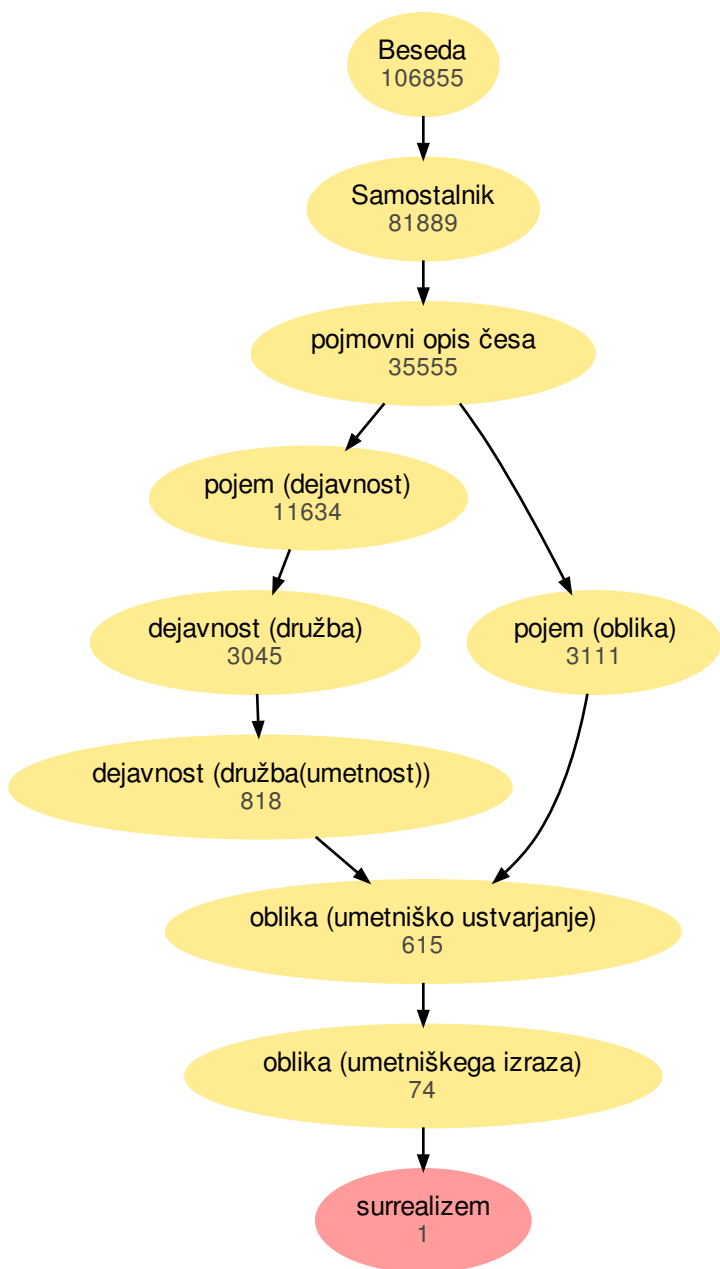 Beseda
106855
Samostalnik
81889
pojmovni opis česa
35555
pojem (dejavnost)
11634
dejavnost (družba)
3045
pojem (oblika)
3111
dejavnost (družba(umetnost))
818
oblika (umetniško ustvarjanje)
615
oblika (umetniškega izraza)
74
surrealizem
1